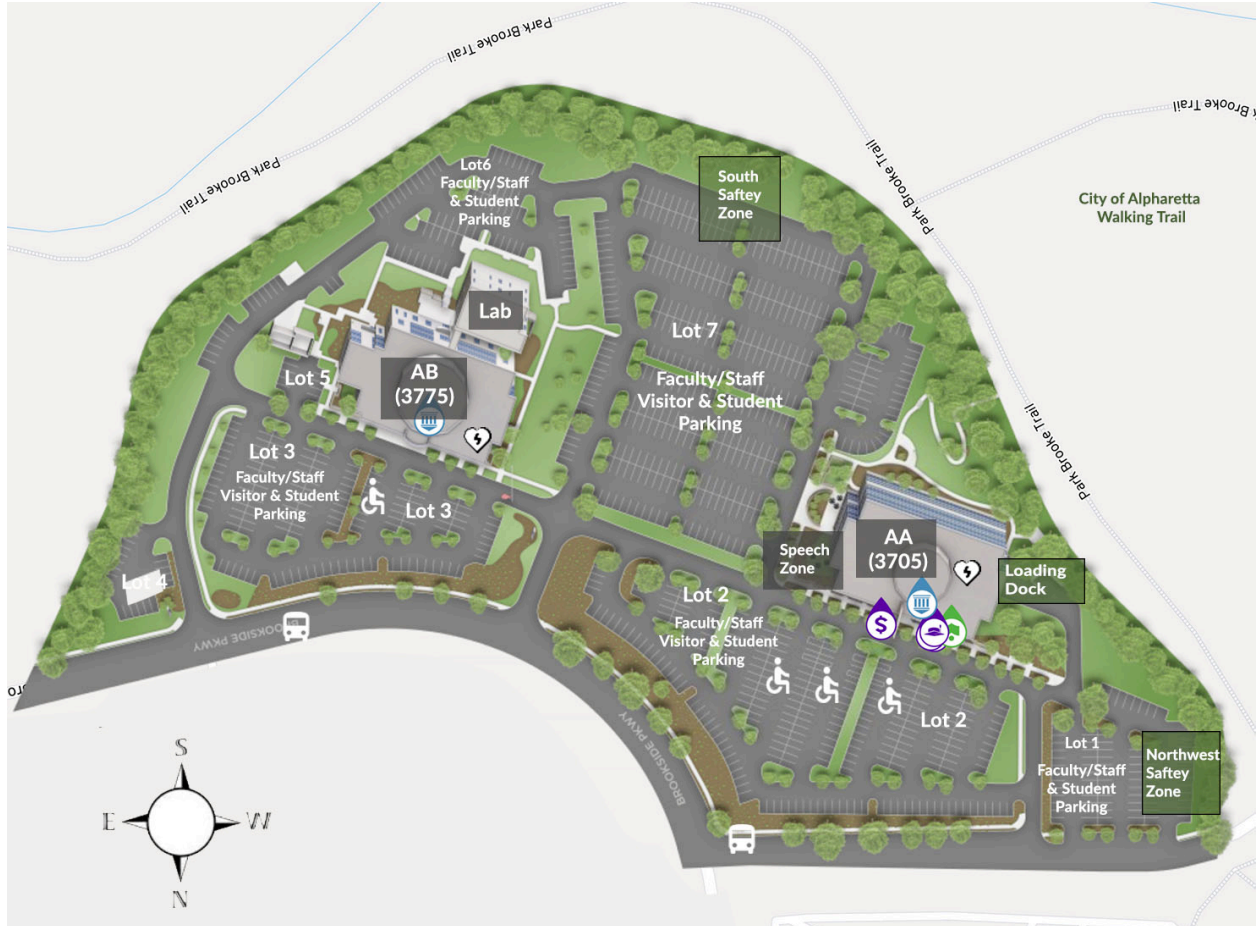 Park Brooke Trail
Park Brooke Trail
Park Brooke Trail
Park Brooke Trail
Park Brooke Trail
City of Alpharetta
Walking Trail
Lot6
Faculty/Staff
& Student
Parking
South
Saftey
Zone
Lab
Lot 7
Faculty/Staff
Visitor & Student
Parking
AB
(3775)
Lot 5
Lot 3
Faculty/Staff
Visitor & Student
Parking
Lot 3
Lot 4
Speech
Zone
AA
(3705)
Loading
Dock
$
Lot 2
Faculty/Staff
Visitor & Student
Parking
Lot 2
Lot 1
Faculty/Staff
& Student
Parking
Northwest
Saftey
Zone
BROOKSIDE PKWY
BROOKSIDE PKWY
S
E W
N